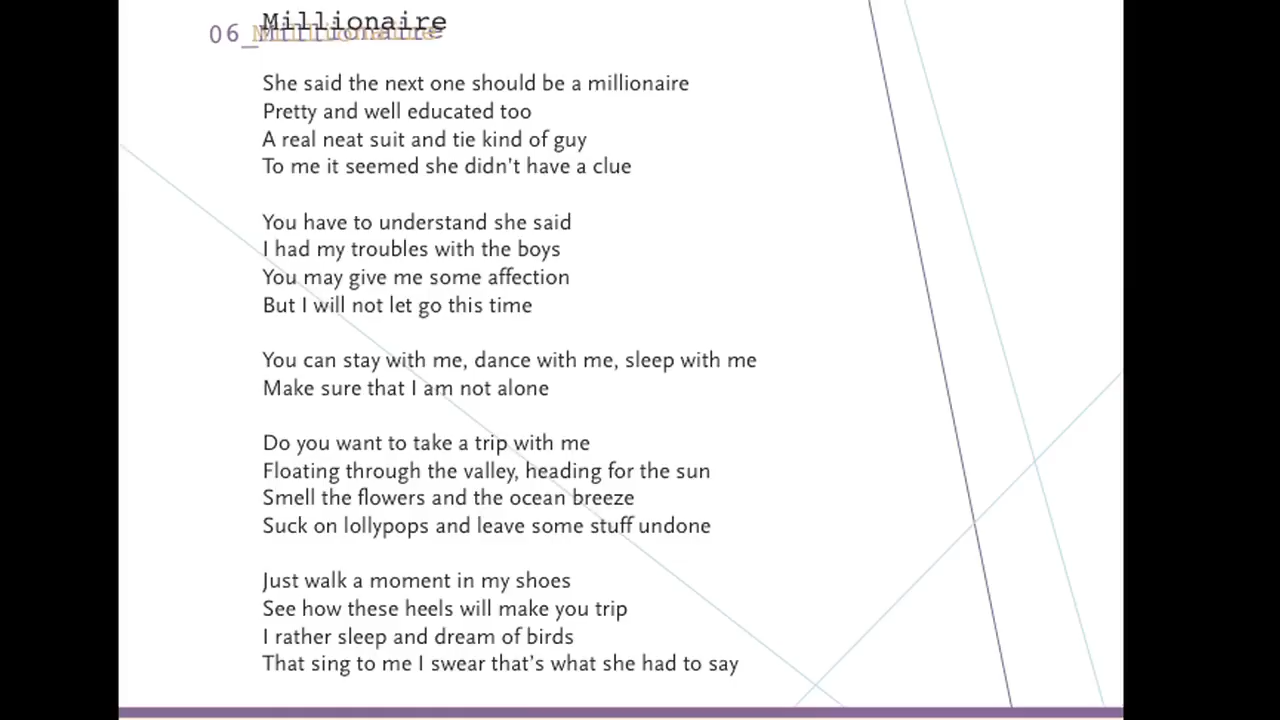 Millionaire
06_Millionaire
She said the next one should be a millionaire
Pretty and well educated too
A real neat suit and tie kind of guy
To me it seemed she didn't have a clue
You have to understand she said
I had my troubles with the boys
You may give me some affection
But I will not let go this time
You can stay with me, dance with me, sleep with me
Make sure that I am not alone
Do you want to take a trip with me
Floating through the valley, heading for the sun
Smell the flowers and the ocean breeze
Suck on lollypops and leave some stuff undone
Just walk a moment in my shoes
See how these heels will make you trip
I rather sleep and dream of birds
That sing to me I swear that's what she had to say